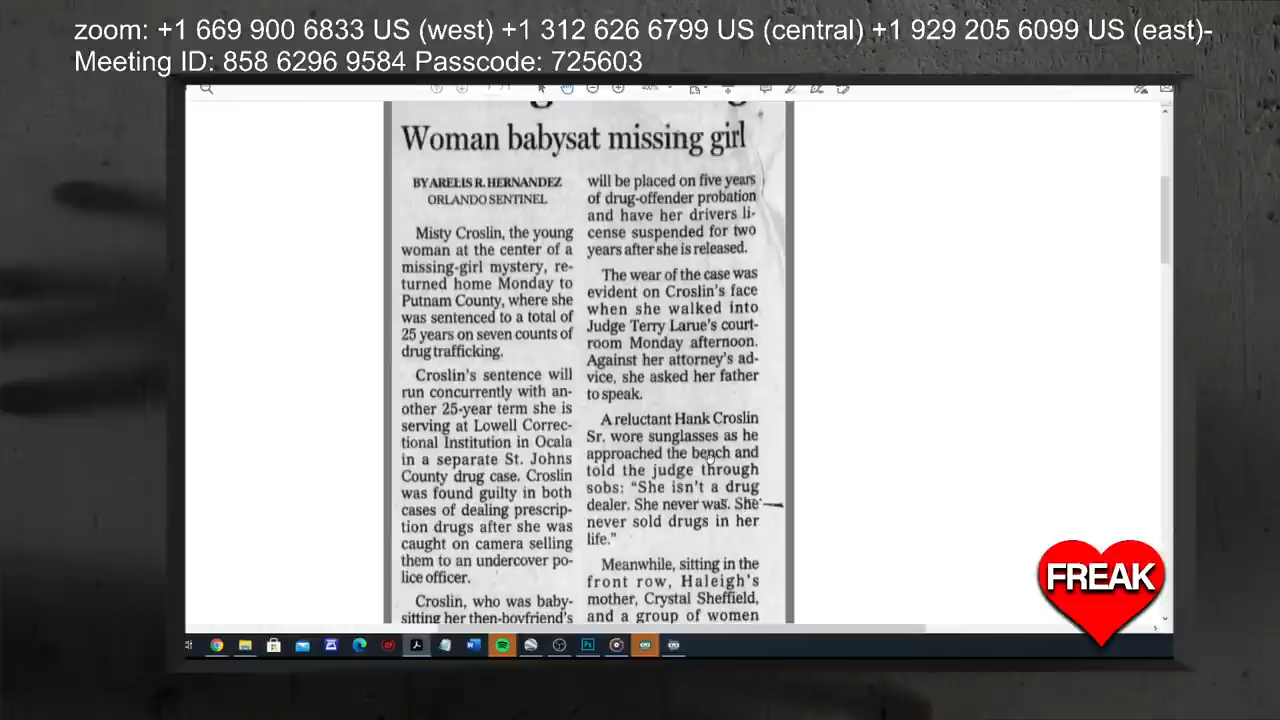 zoom: +1 669 900 6833 US (west) +1 312 626 6799 US (central) +1 929 205 6099 US (east)-
Meeting ID: 858 6296 9584 Passcode: 725603
Woman babysat missing girl
BY ARELIS R. HERNANDEZ
ORLANDO SENTINEL
Misty Croslin, the young
woman at the center of a
missing-girl mystery, re-
turned home Monday to
Putnam County, where she
was sentenced to a total of
25 years on seven counts of
drug trafficking.
Croslin's sentence will
run concurrently with an-
other 25-year term she is
serving at Lowell Correc-
tional Institution in Ocala
in a separate St. Johns
County drug case. Croslin
was found guilty in both
cases of dealing prescrip-
tion drugs after she was
caught on camera selling
them to an undercover po-
lice officer.
Croslin, who was baby-
sitting her then-boyfriend's
will be placed on five years
of drug-offender probation
and have her drivers li-
cense suspended for two
years after she is released.
The wear of the case was
evident on Croslin's face
when she walked into
Judge Terry Larue's court-
room Monday afternoon.
Against her attorney's ad-
vice, she asked her father
to speak.
A reluctant Hank Croslin
Sr. wore sunglasses as he
approached the bench and
told the judge through
sobs: "She isn't a drug
dealer. She never was. She
never sold drugs in her
life."
Meanwhile, sitting in the
front row, Haleigh's
mother, Crystal Sheffield,
and a group of women
FREAK